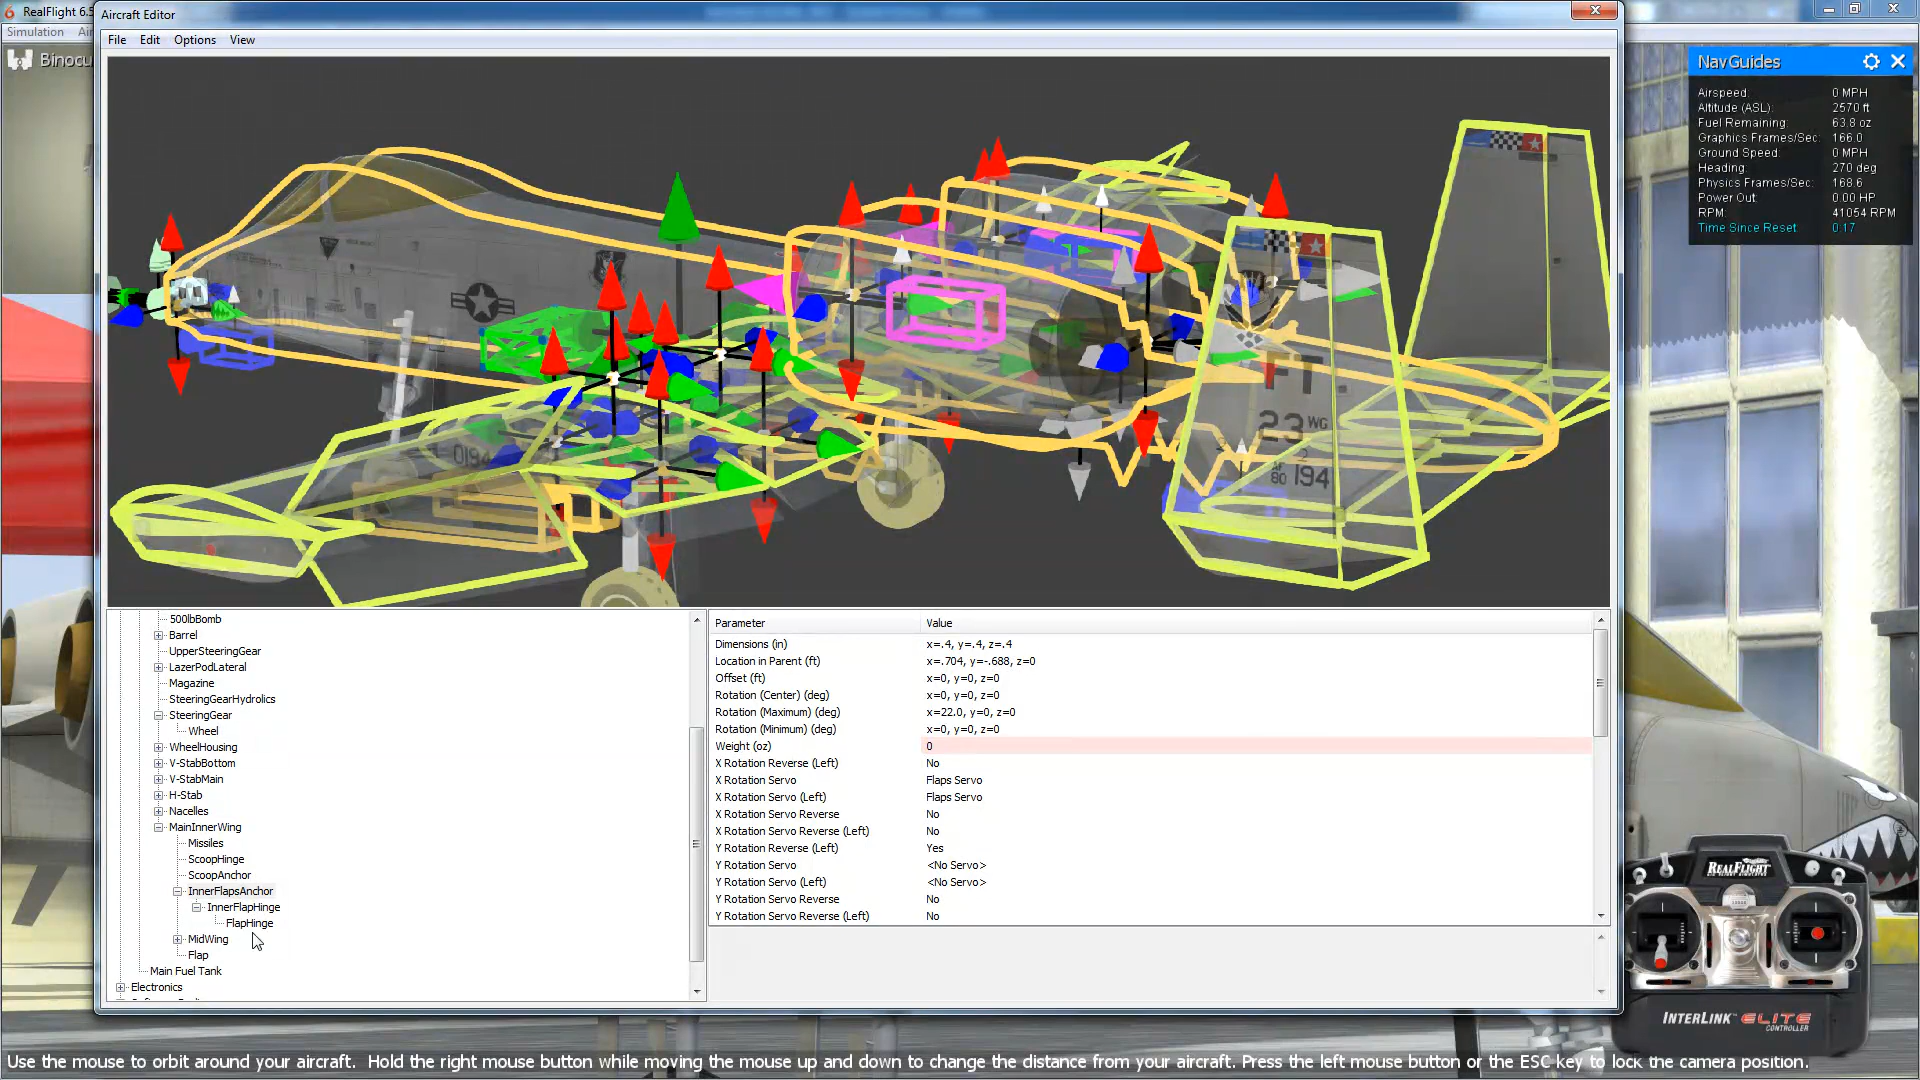 RealFlight 6.5
Aircraft Editor
Simulation
File Edit Options View
NavGuides
Airspeed: 0 MPH
Altitude (ASL): 2570 ft
Fuel Remaining: 63.8 oz
Graphics Frames/Sec: 166.0
Ground Speed: 0 MPH
Heading: 270 deg
Physics Frames/Sec: 168.6
Power Out: 0.00 HP
RPM: 41054 RPM
Time Since Reset 0:17
FT
23 WG
AF 80 194
0194
500lbBomb
Barrel
UpperSteeringGear
LazerPodLateral
Magazine
SteeringGearHydrolics
SteeringGear
Wheel
WheelHousing
V-StabBottom
V-StabMain
H-Stab
Nacelles
MainInnerWing
Missiles
ScoopHinge
ScoopAnchor
InnerFlapsAnchor
InnerFlapHinge
FlapHinge
MidWing
Flap
Main Fuel Tank
Electronics
Parameter Value
Dimensions (in) x=.4, y=.4, z=.4
Location in Parent (ft) x=.704, y=-.688, z=0
Offset (ft) x=0, y=0, z=0
Rotation (Center) (deg) x=0, y=0, z=0
Rotation (Maximum) (deg) x=22.0, y=0, z=0
Rotation (Minimum) (deg) x=0, y=0, z=0
Weight (oz) 0
X Rotation Reverse (Left) No
X Rotation Servo Flaps Servo
X Rotation Servo (Left) Flaps Servo
X Rotation Servo Reverse No
X Rotation Servo Reverse (Left) No
Y Rotation Reverse (Left) Yes
Y Rotation Servo <No Servo>
Y Rotation Servo (Left) <No Servo>
Y Rotation Servo Reverse No
Y Rotation Servo Reverse (Left) No
REALFLIGHT
INTERLINK ELITE
CONTROLLER
Use the mouse to orbit around your aircraft.  Hold the right mouse button while moving the mouse up and down to change the distance from your aircraft. Press the left mouse button or the ESC key to lock the camera position.